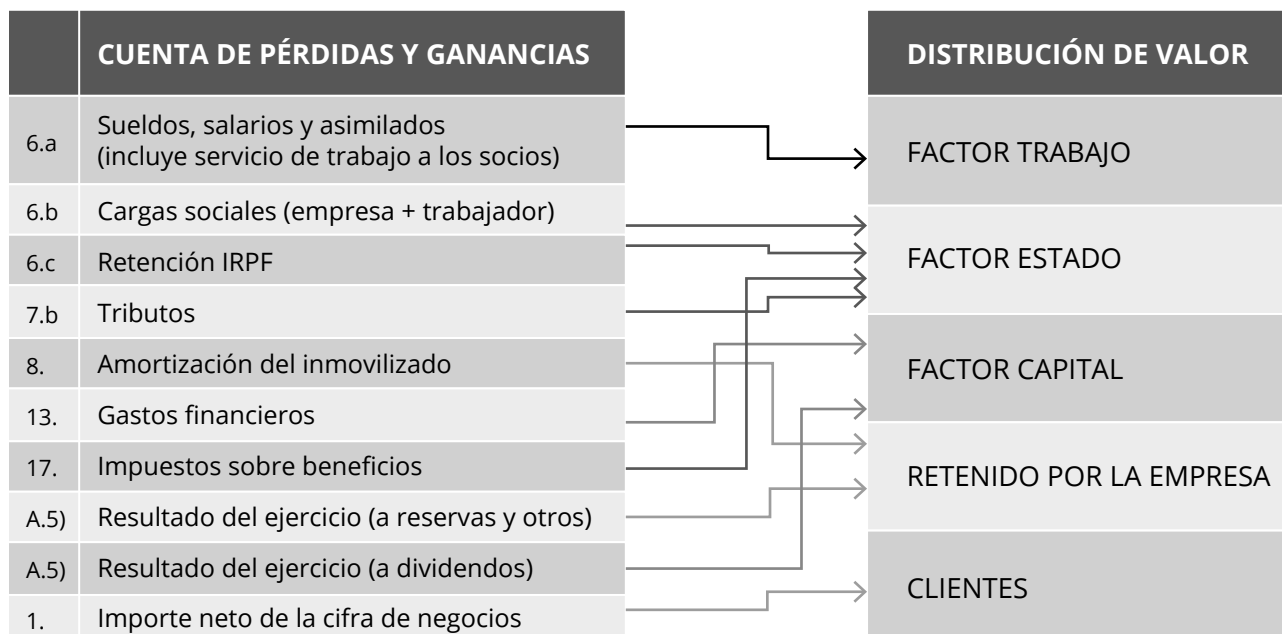 CUENTA DE PÉRDIDAS Y GANANCIAS
6.a Sueldos, salarios y asimilados
(incluye servicio de trabajo a los socios)
6.b Cargas sociales (empresa + trabajador)
6.c Retención IRPF
7.b Tributos
8. Amortización del inmovilizado
13. Gastos financieros
17. Impuestos sobre beneficios
A.5) Resultado del ejercicio (a reservas y otros)
A.5) Resultado del ejercicio (a dividendos)
1. Importe neto de la cifra de negocios
DISTRIBUCIÓN DE VALOR
FACTOR TRABAJO
FACTOR ESTADO
FACTOR CAPITAL
RETENIDO POR LA EMPRESA
CLIENTES